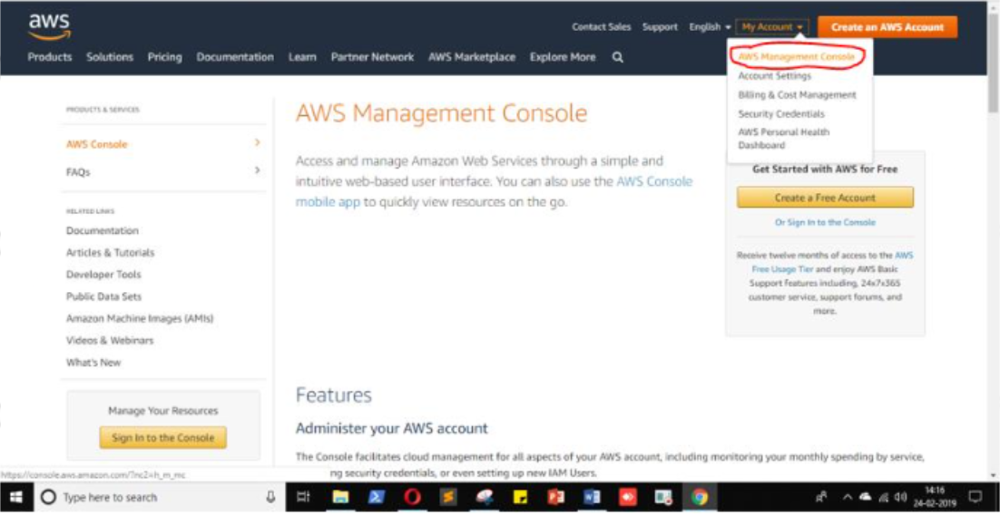 aws
Contact Sales Support English My Account Create an AWS Account
Products Solutions Pricing Documentation Learn Partner Network AWS Marketplace Explore More
AWS Management Console
Account Settings
Billing & Cost Management
Security Credentials
AWS Personal Health
Dashboard
PRODUCTS & SERVICES
AWS Console
FAQs
RELATED LINKS
Documentation
Articles & Tutorials
Developer Tools
Public Data Sets
Amazon Machine Images (AMIs)
Videos & Webinars
What's New
Manage Your Resources
Sign In to the Console
AWS Management Console
Access and manage Amazon Web Services through a simple and
intuitive web-based user interface. You can also use the AWS Console
mobile app to quickly view resources on the go.
Features
Administer your AWS account
The Console facilitates cloud management for all aspects of your AWS account, including monitoring your monthly spending by service,
ng security credentials, or even setting up new IAM Users.
Get Started with AWS for Free
Create a Free Account
Or Sign In to the Console
Receive twelve months of access to the AWS
Free Usage Tier and enjoy AWS Basic
Support Features including, 24x7x365
customer service, support forums, and
more.
https://console.aws.amazon.com/?nc2=h_m_mc
Type here to search
14:16
24-02-2019